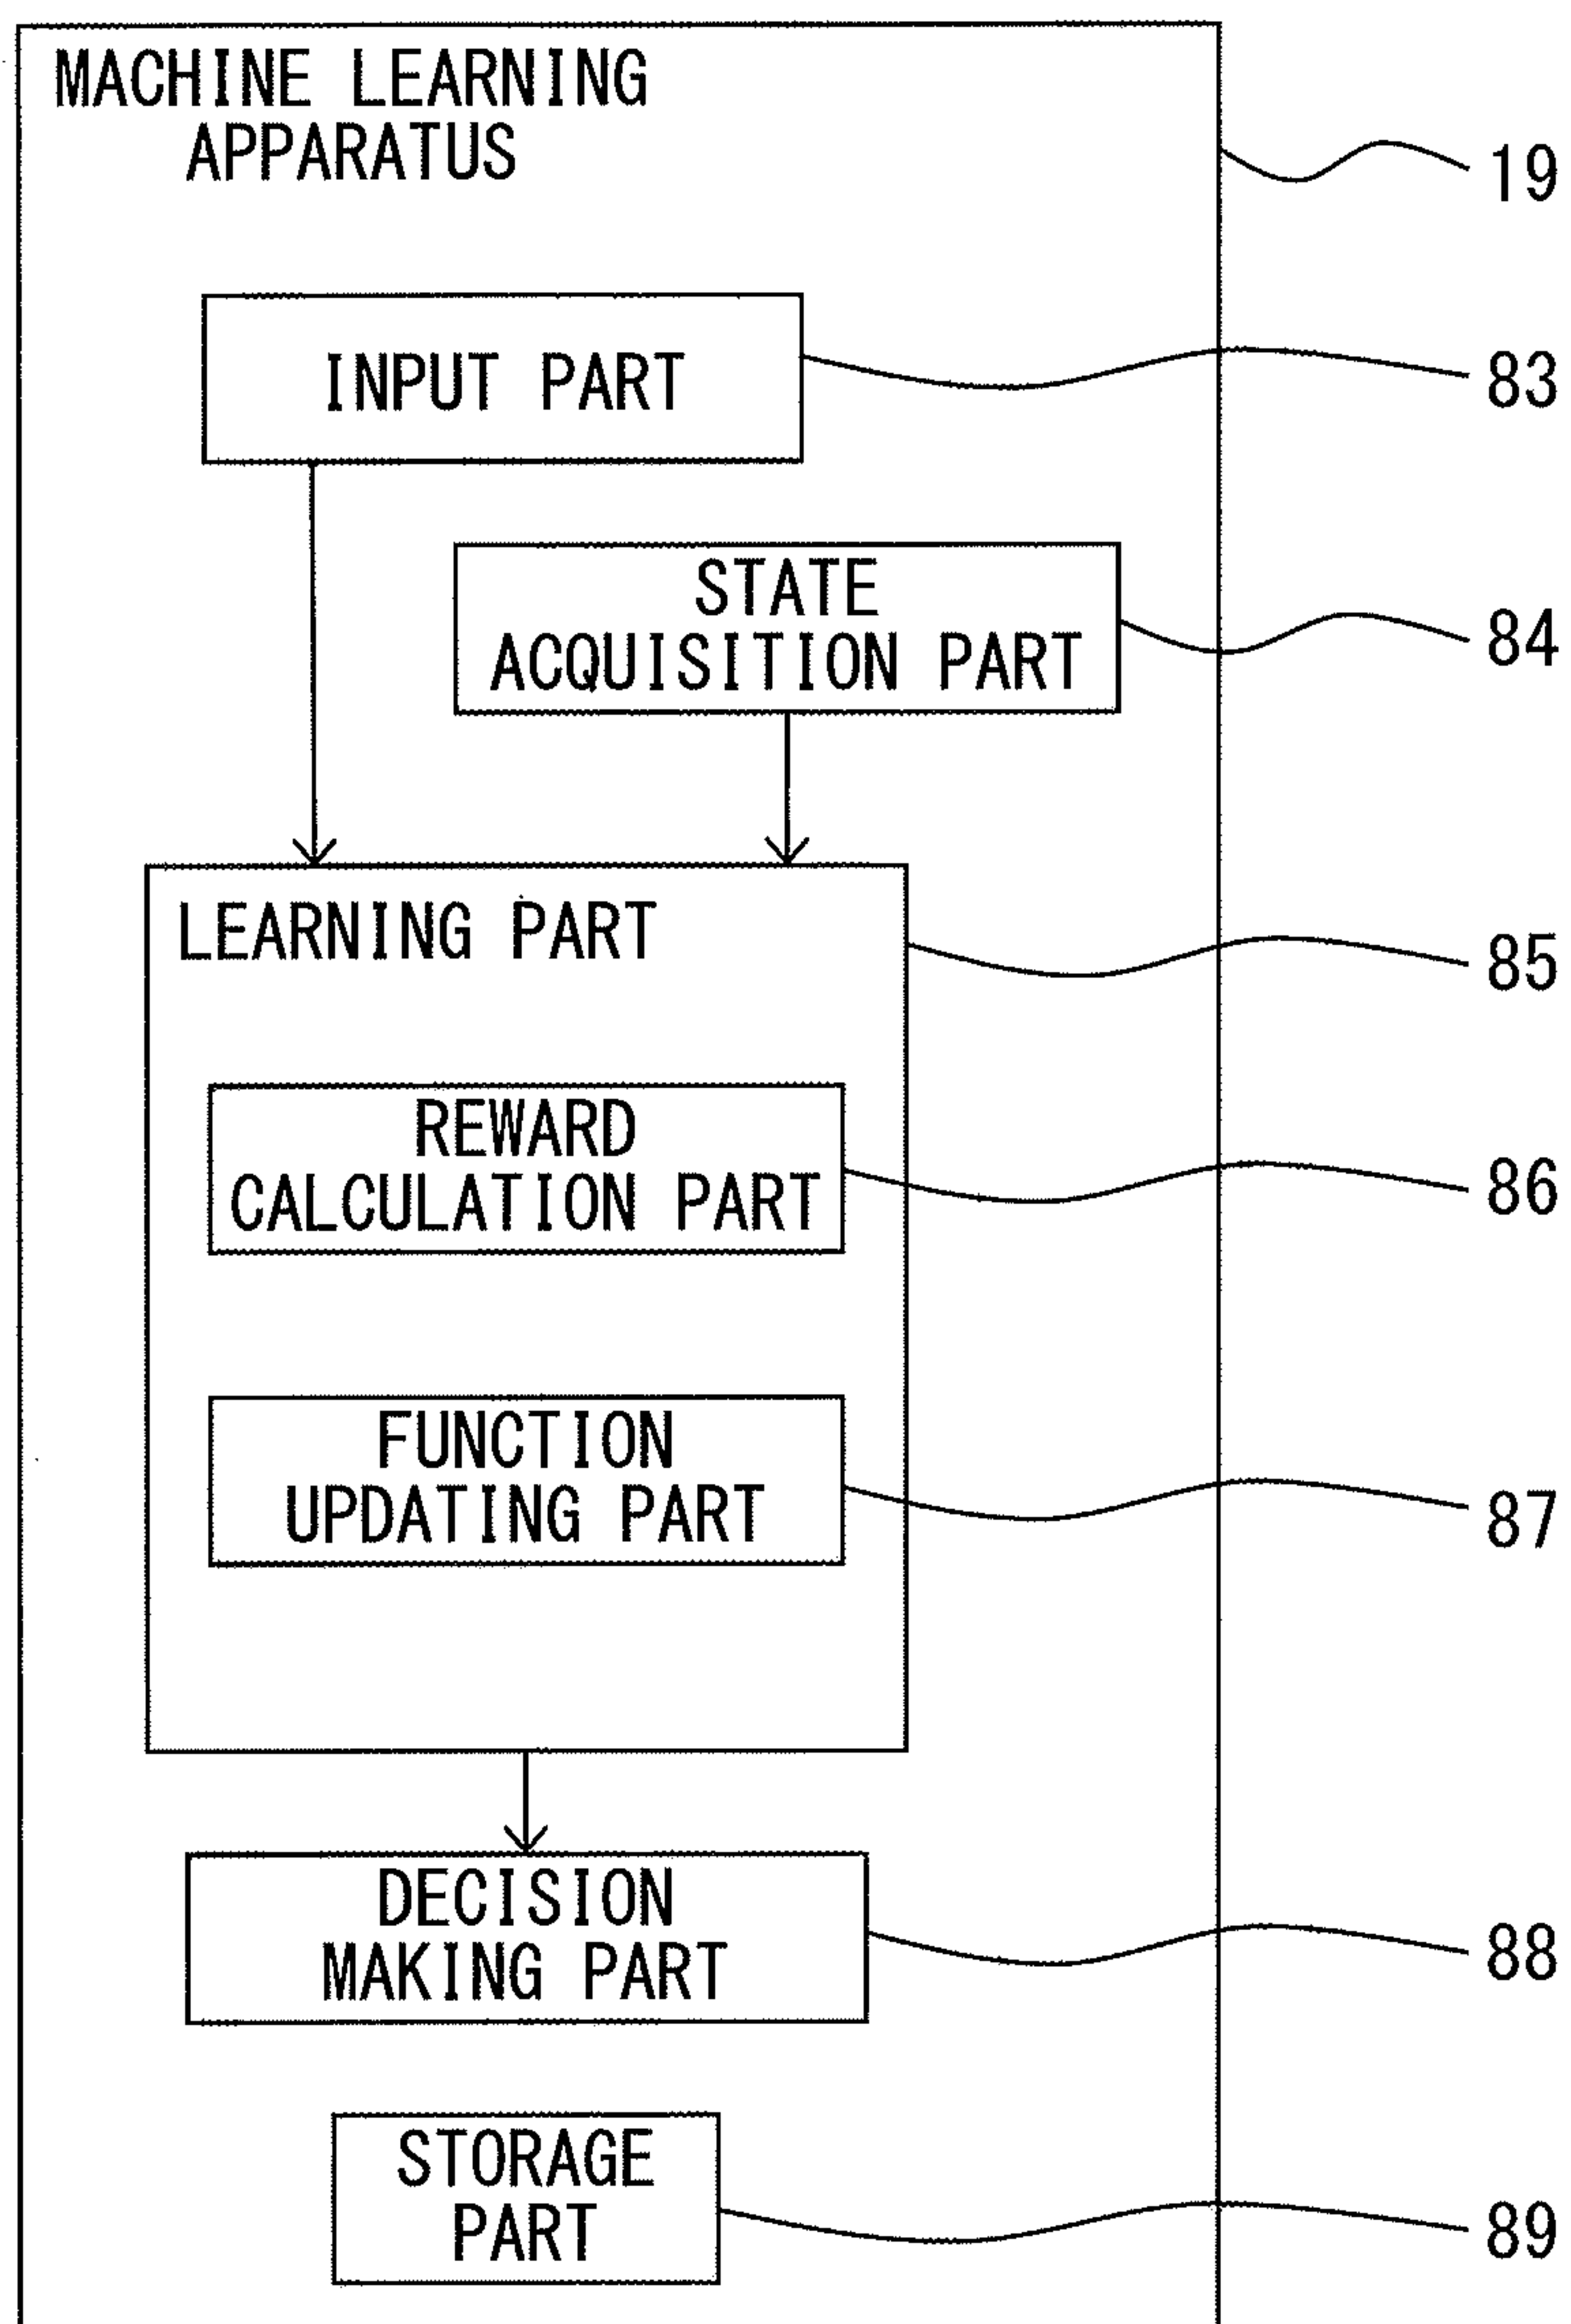 MACHINE LEARNING
APPARATUS
19
INPUT PART
83
STATE
ACQUISITION PART
84
LEARNING PART
85
REWARD
CALCULATION PART
86
FUNCTION
UPDATING PART
87
DECISION
MAKING PART
88
STORAGE
PART
89